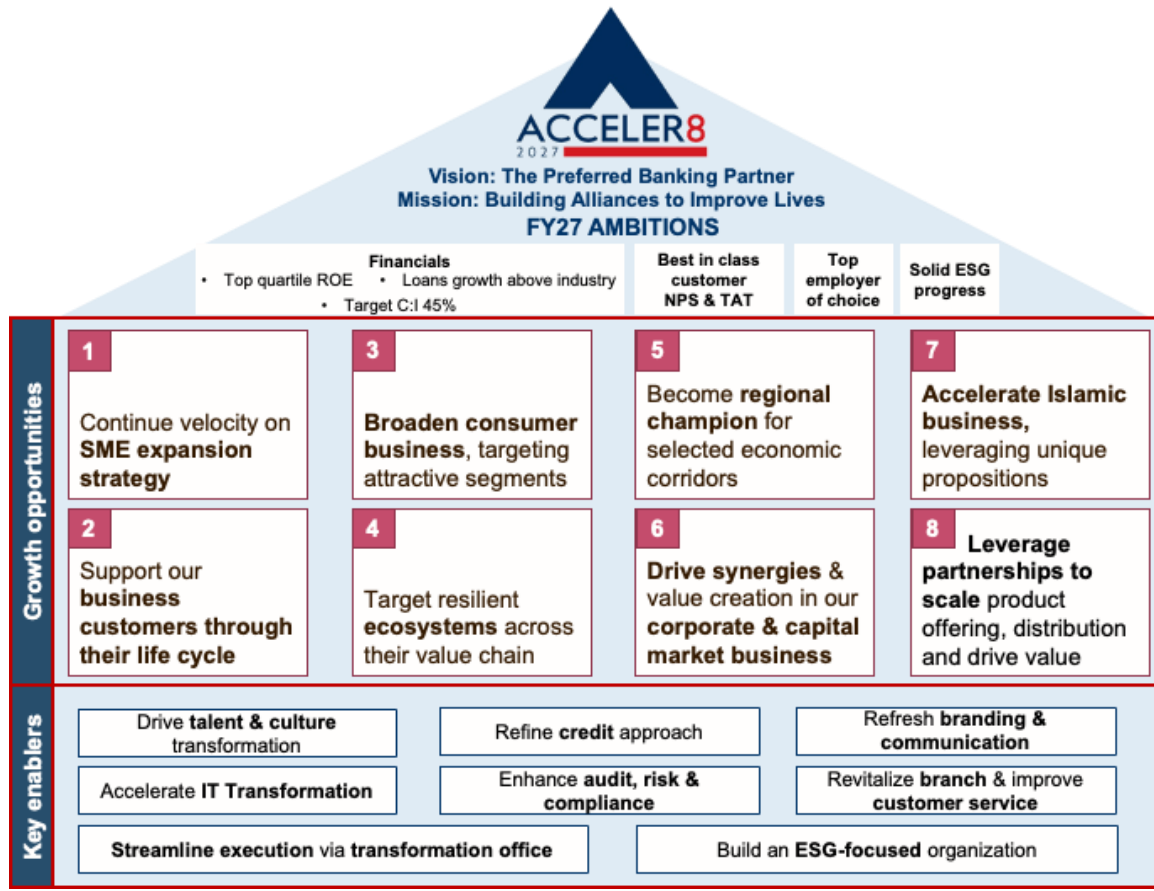 ACCELER8
2027
Vision: The Preferred Banking Partner
Mission: Building Alliances to Improve Lives
FY27 AMBITIONS
Financials
• Top quartile ROE • Loans growth above industry
• Target C:I 45%
Best in class
customer
NPS & TAT
Top
employer
of choice
Solid ESG
progress
Growth opportunities
1
Continue velocity on
SME expansion
strategy
2
Support our
business
customers through
their life cycle
3
Broaden consumer
business, targeting
attractive segments
4
Target resilient
ecosystems across
their value chain
5
Become regional
champion for
selected economic
corridors
6
Drive synergies &
value creation in our
corporate & capital
market business
7
Accelerate Islamic
business,
leveraging unique
propositions
8
Leverage
partnerships to
scale product
offering, distribution
and drive value
Key enablers
Drive talent & culture
transformation
Refine credit approach
Refresh branding &
communication
Accelerate IT Transformation
Enhance audit, risk &
compliance
Revitalize branch & improve
customer service
Streamline execution via transformation office
Build an ESG-focused organization